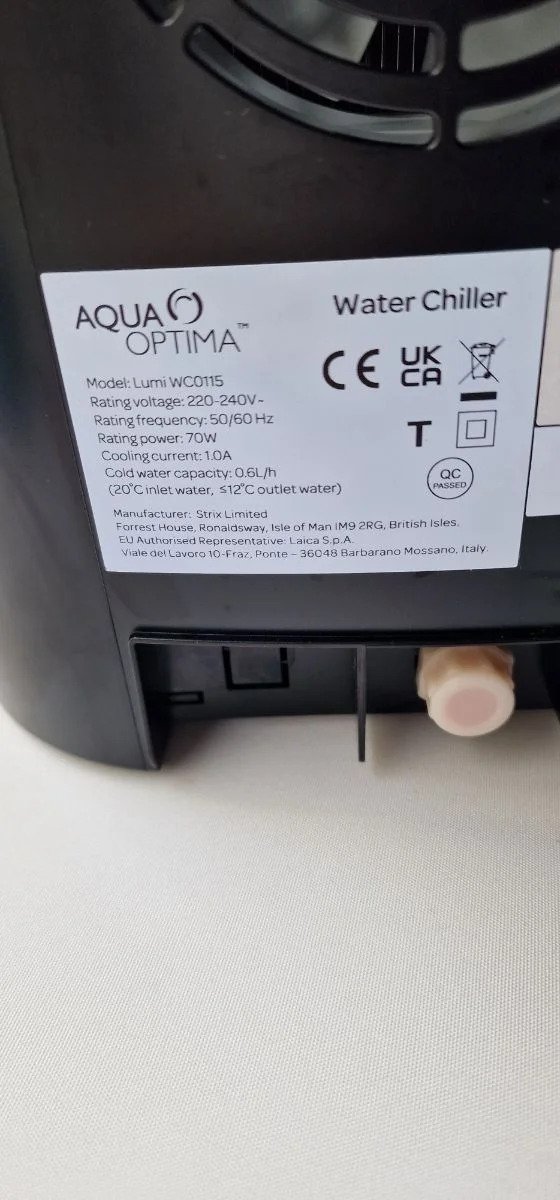 AQUA
OPTIMA™
Water Chiller
CE
UK
CA
Model: Lumi WC0115
Rating voltage: 220-240V~
Rating frequency: 50/60 Hz
Rating power: 70W
Cooling current: 1.0A
Cold water capacity: 0.6L/h
(20°C inlet water, ≤12°C outlet water)
T
QC
PASSED
Manufacturer: Strix Limited
Forrest House, Ronaldsway, Isle of Man IM9 2RG, British Isles.
EU Authorised Representative: Laica S.p.A.
Viale del Lavoro 10-Fraz, Ponte – 36048 Barbarano Mossano, Italy.